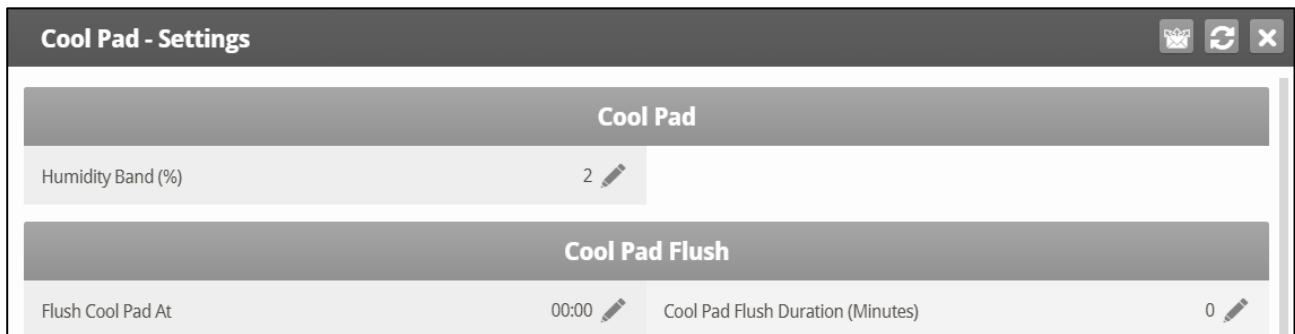 Cool Pad - Settings
Cool Pad
Humidity Band (%) 2
Cool Pad Flush
Flush Cool Pad At 00:00 Cool Pad Flush Duration (Minutes) 0